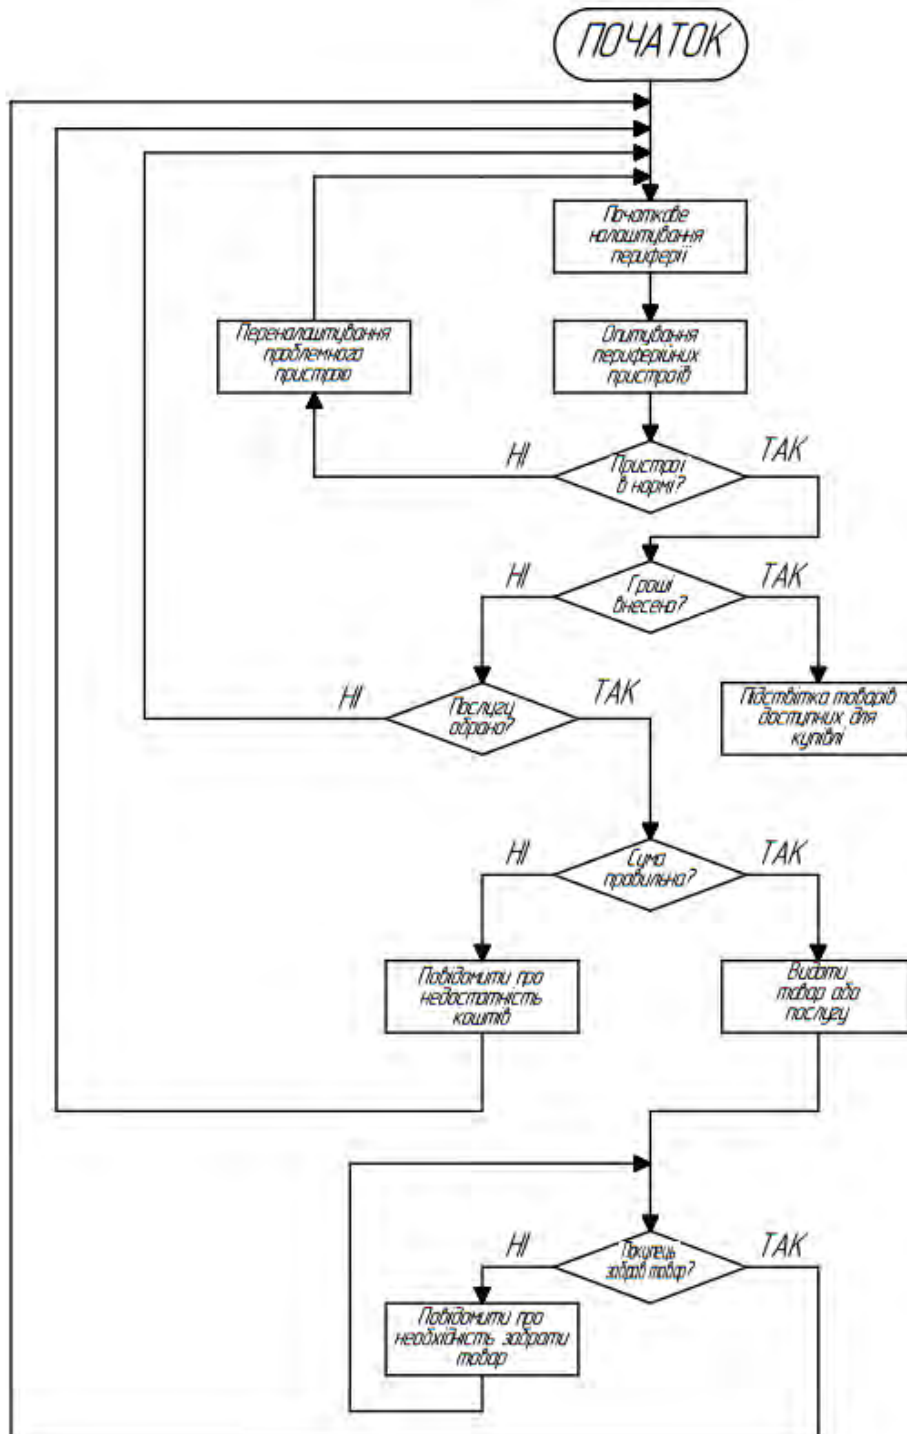 ПОЧАТОК
Початкове
налаштування
периферії
Переналаштування
проблемного
пристрою
Опитування
периферійних
пристроїв
НІ
ТАК
Пристрої
в нормі?
НІ
ТАК
Гроші
внесено?
НІ
ТАК
Послугу
обрано?
Підсвітка товарів
доступних для
купівлі
НІ
ТАК
Сума
правильна?
Повідомити про
недостатність
коштів
Видати
товар або
послугу
НІ
ТАК
Покупець
забрав товар?
Повідомити про
необхідність забрати
товар